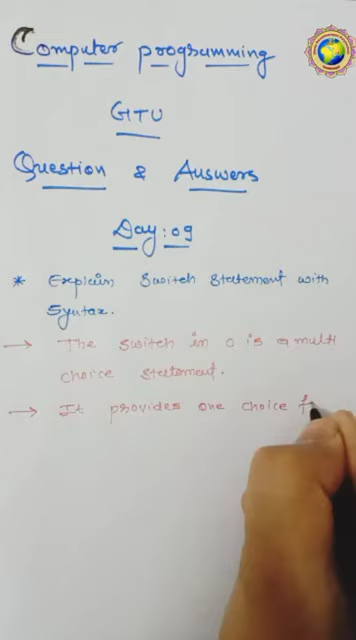 Computer programming
GTU
Question & Answers
Day:09
* Explain Switch Statement with
Syntax.
→ The Switch in C is a multi
choice statement.
→ It provides one choice f